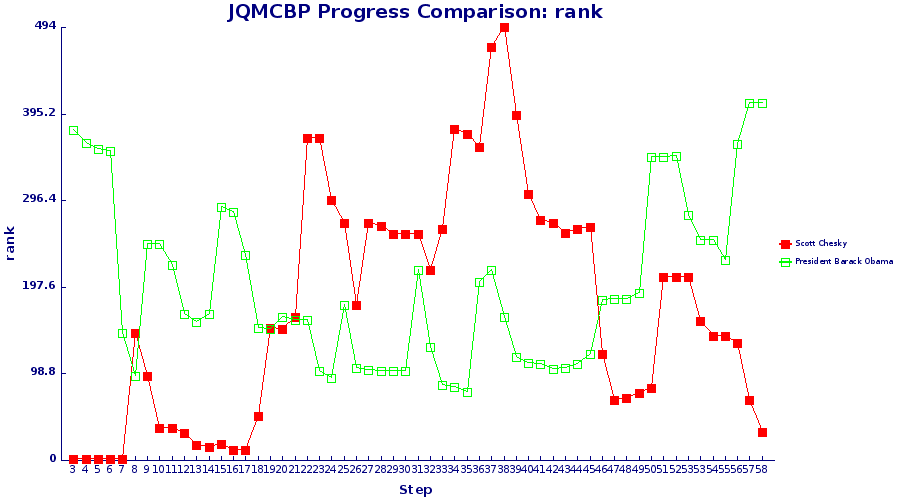 JQMCBP Progress Comparison: rank
494
395.2
296.4
197.6
98.8
0
rank
3 4 5 6 7 8 9 10 11 12 13 14 15 16 17 18 19 20 21 22 23 24 25 26 27 28 29 30 31 32 33 34 35 36 37 38 39 40 41 42 43 44 45 46 47 48 49 50 51 52 53 54 55 56 57 58
Step
Scott Chesky
President Barack Obama